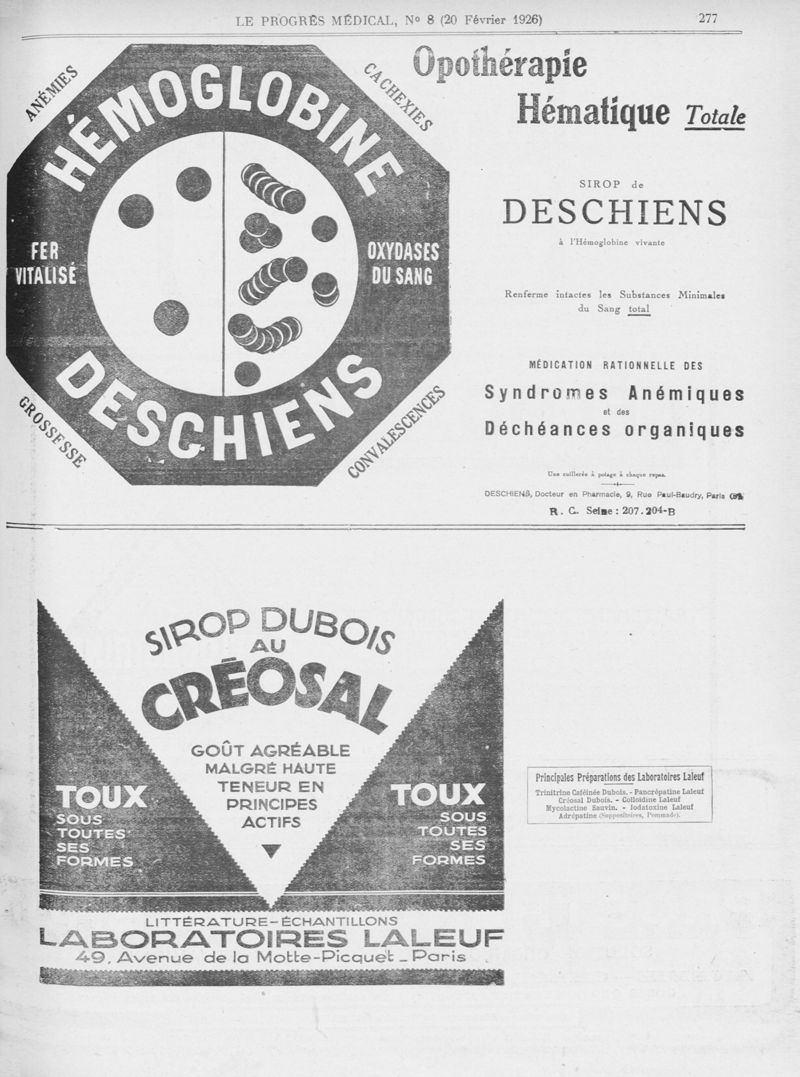 LE PROGRÈS MÉDICAL, No 8 (20 Février 1926)
277
ANÉMIES
CACHEXIES
HÉMOGLOBINE
FER
VITALISÉ
OXYDASES
DU SANG
DESCHIENS
GROSSESSE
CONVALESCENCES
Opothérapie
Hématique Totale
SIROP de
DESCHIENS
à l'Hémoglobine vivante
Renferme intactes les Substances Minimales
du Sang total
MÉDICATION RATIONNELLE DES
Syndromes Anémiques
et des
Déchéances organiques
Une cuillerée à potage à chaque repas.
DESCHIENS, Docteur en Pharmacie, 9, Rue Paul-Baudry, Paris
R. C. Seine : 207.204-B
SIROP DUBOIS
AU
CRÉOSAL
GOÛT AGRÉABLE
MALGRÉ HAUTE
TENEUR EN
PRINCIPES
ACTIFS
TOUX
SOUS
TOUTES
SES
FORMES
TOUX
SOUS
TOUTES
SES
FORMES
LITTÉRATURE-ÉCHANTILLONS
LABORATOIRES LALEUF
49, Avenue de la Motte-Picquet _ Paris
Principales Préparations des Laboratoires Laleuf
Trinitrine Caféinée Dubois. - Pancrépatine Laleuf
Créosal Dubois. - Colloïdine Laleuf
Mycolactine Sauvin. - Iodatoxine Laleuf
Adrépatine (Suppositoires, Pommade).